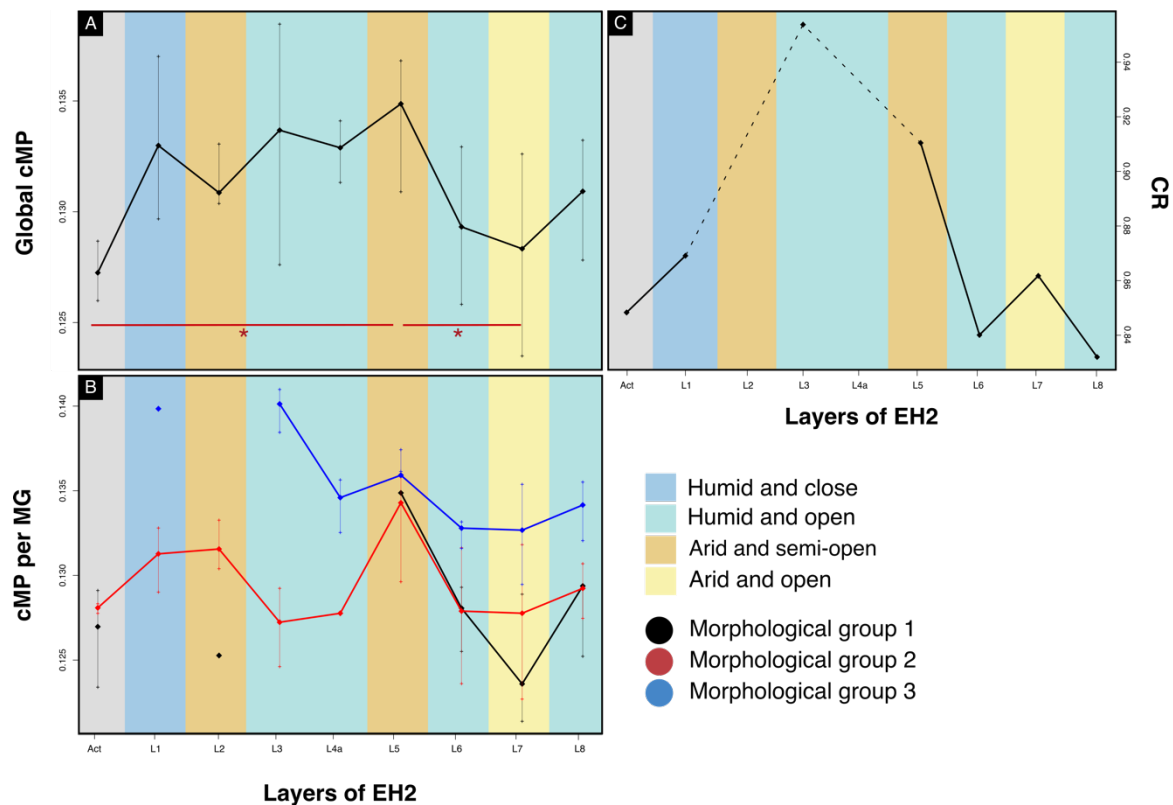 A
Global cMP
0.135
0.130
0.125
*
*
B
cMP per MG
0.140
0.135
0.130
0.125
Act L1 L2 L3 L4a L5 L6 L7 L8
Layers of EH2
C
0.94
0.92
0.90
0.88
0.86
0.84
CR
Act L1 L2 L3 L4a L5 L6 L7 L8
Layers of EH2
Humid and close
Humid and open
Arid and semi-open
Arid and open
Morphological group 1
Morphological group 2
Morphological group 3